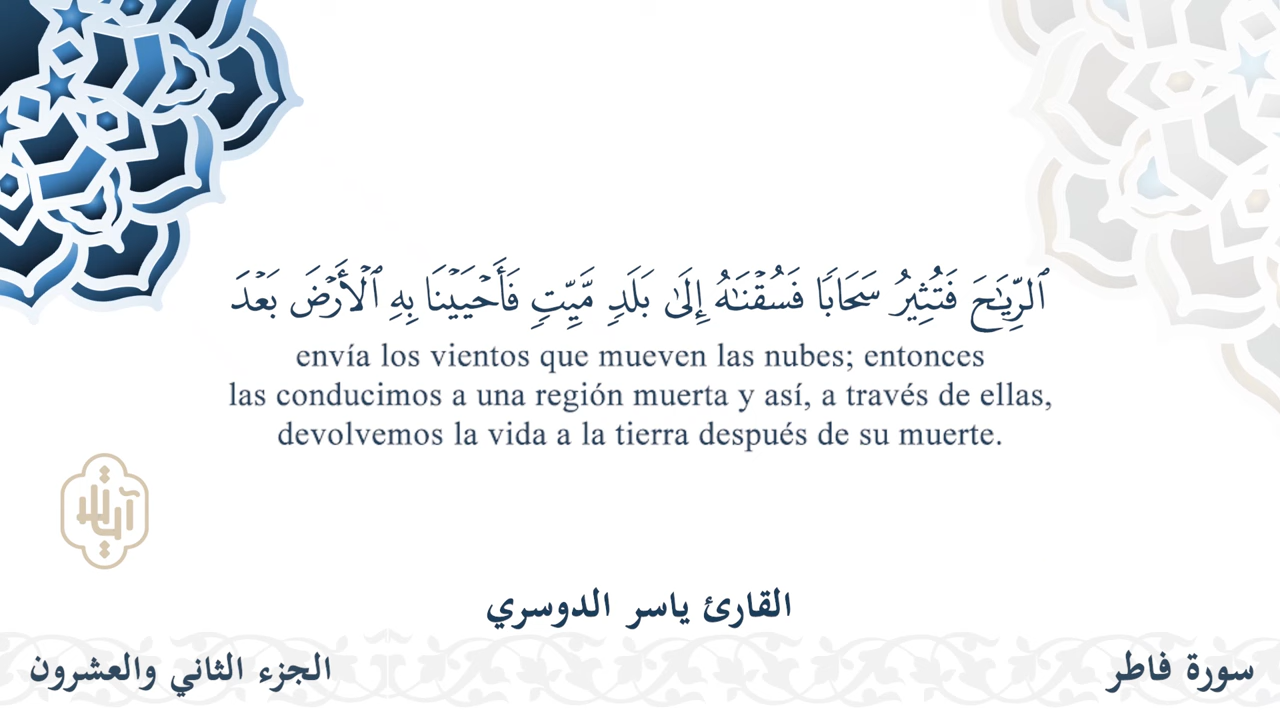 ٱلرِّيَـٰحَ فَتُثِيرُ سَحَابًا فَسُقْنَـٰهُ إِلَىٰ بَلَدٍ مَّيِّتٍ فَأَحْيَيْنَا بِهِ ٱلْأَرْضَ بَعْدَ
envía los vientos que mueven las nubes; entonces
las conducimos a una región muerta y así, a través de ellas,
devolvemos la vida a la tierra después de su muerte.
القارئ ياسر الدوسري
سورة فاطر
الجزء الثاني والعشرون